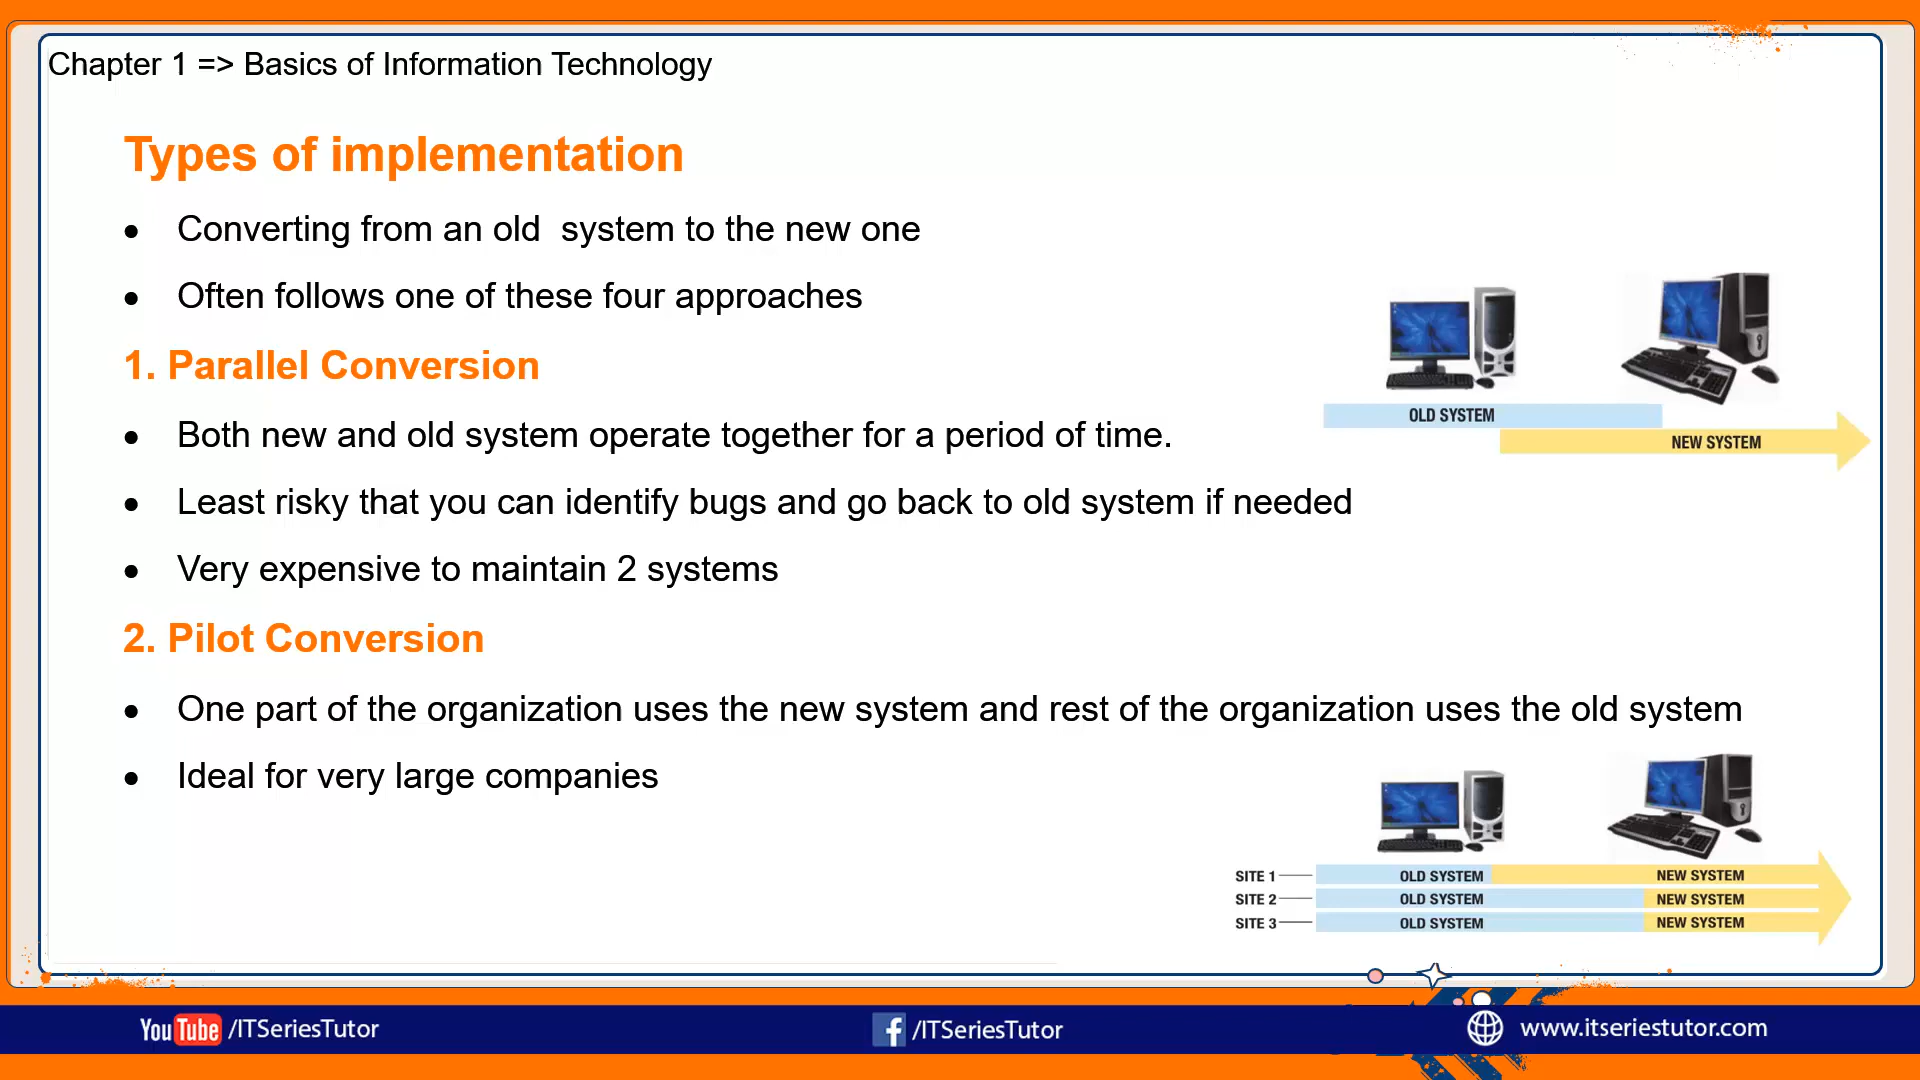 Chapter 1 => Basics of Information Technology
Types of implementation
• Converting from an old  system to the new one
• Often follows one of these four approaches
1. Parallel Conversion
• Both new and old system operate together for a period of time.
• Least risky that you can identify bugs and go back to old system if needed
• Very expensive to maintain 2 systems
OLD SYSTEM
NEW SYSTEM
2. Pilot Conversion
• One part of the organization uses the new system and rest of the organization uses the old system
• Ideal for very large companies
SITE 1 OLD SYSTEM NEW SYSTEM
SITE 2 OLD SYSTEM NEW SYSTEM
SITE 3 OLD SYSTEM NEW SYSTEM
YouTube /ITSeriesTutor
f /ITSeriesTutor
www.itseriestutor.com